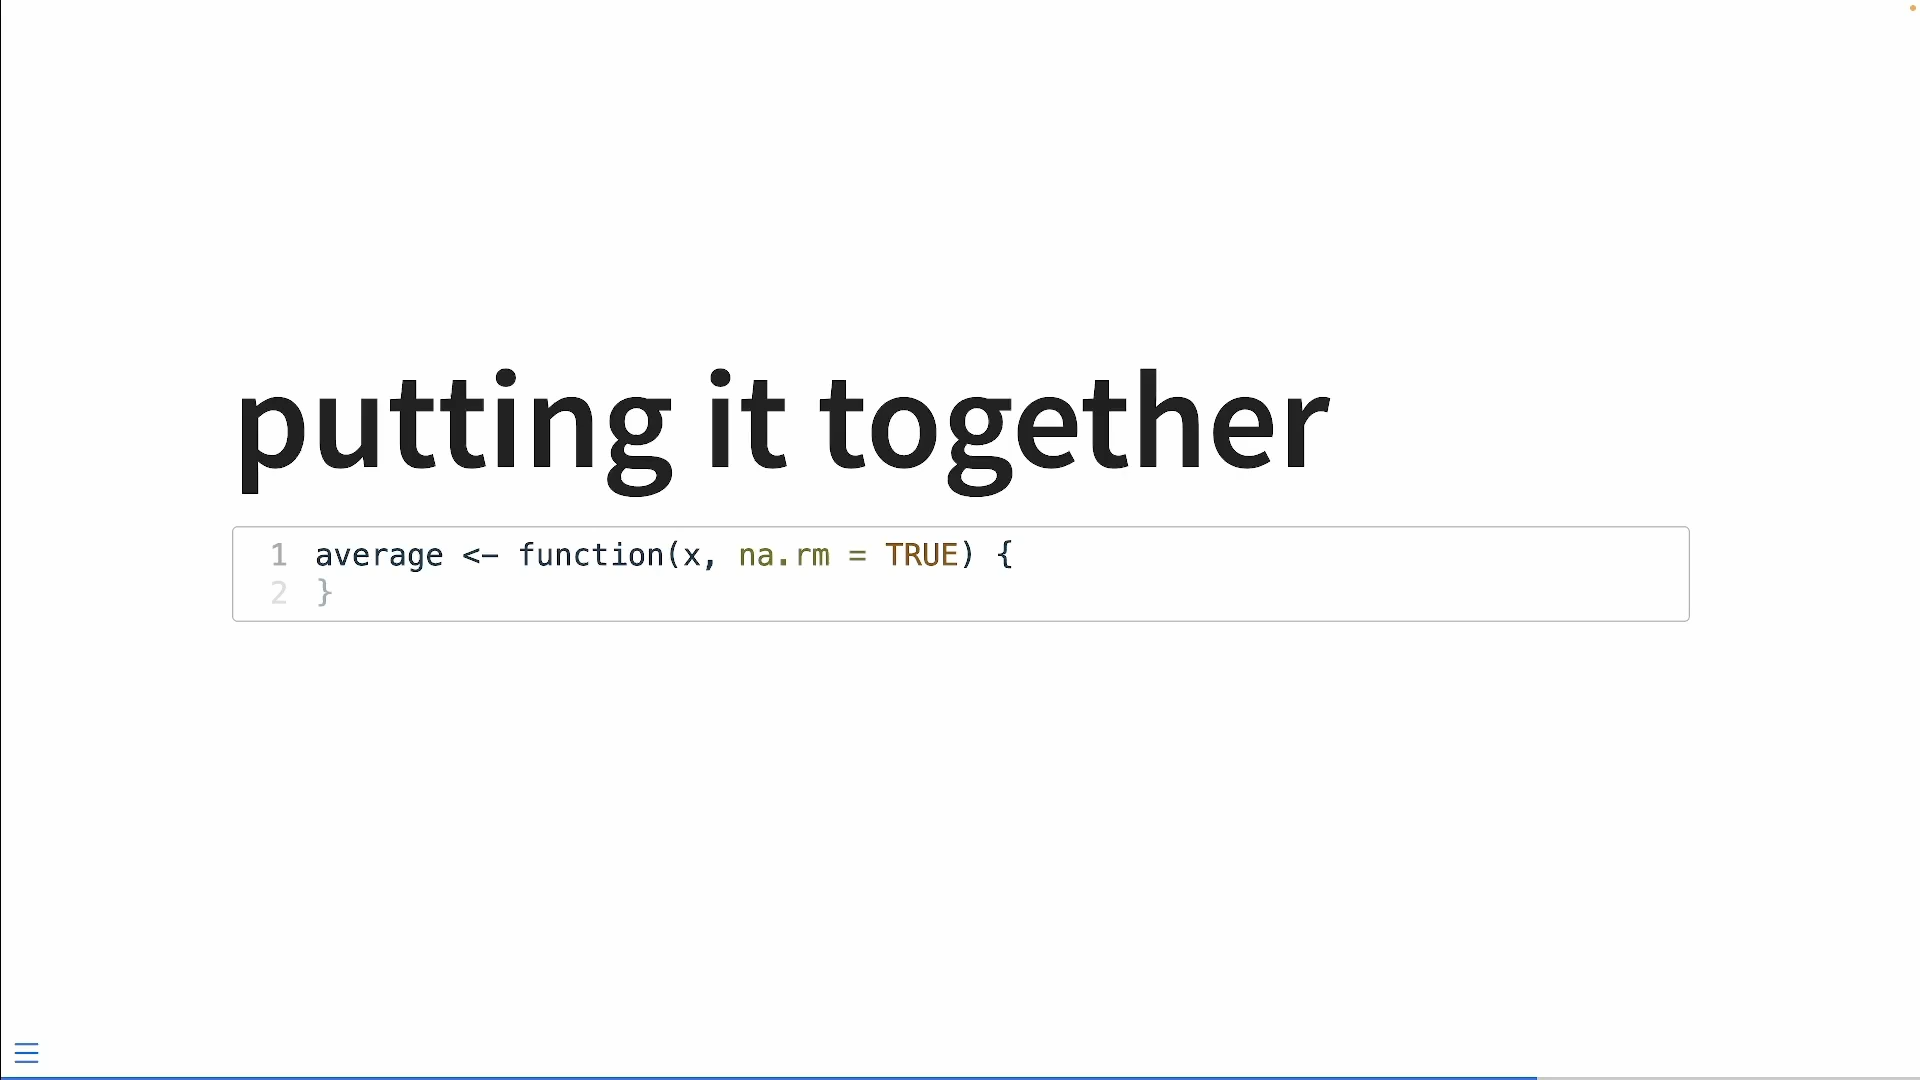 putting it together
1 average <- function(x, na.rm = TRUE) {
2 }